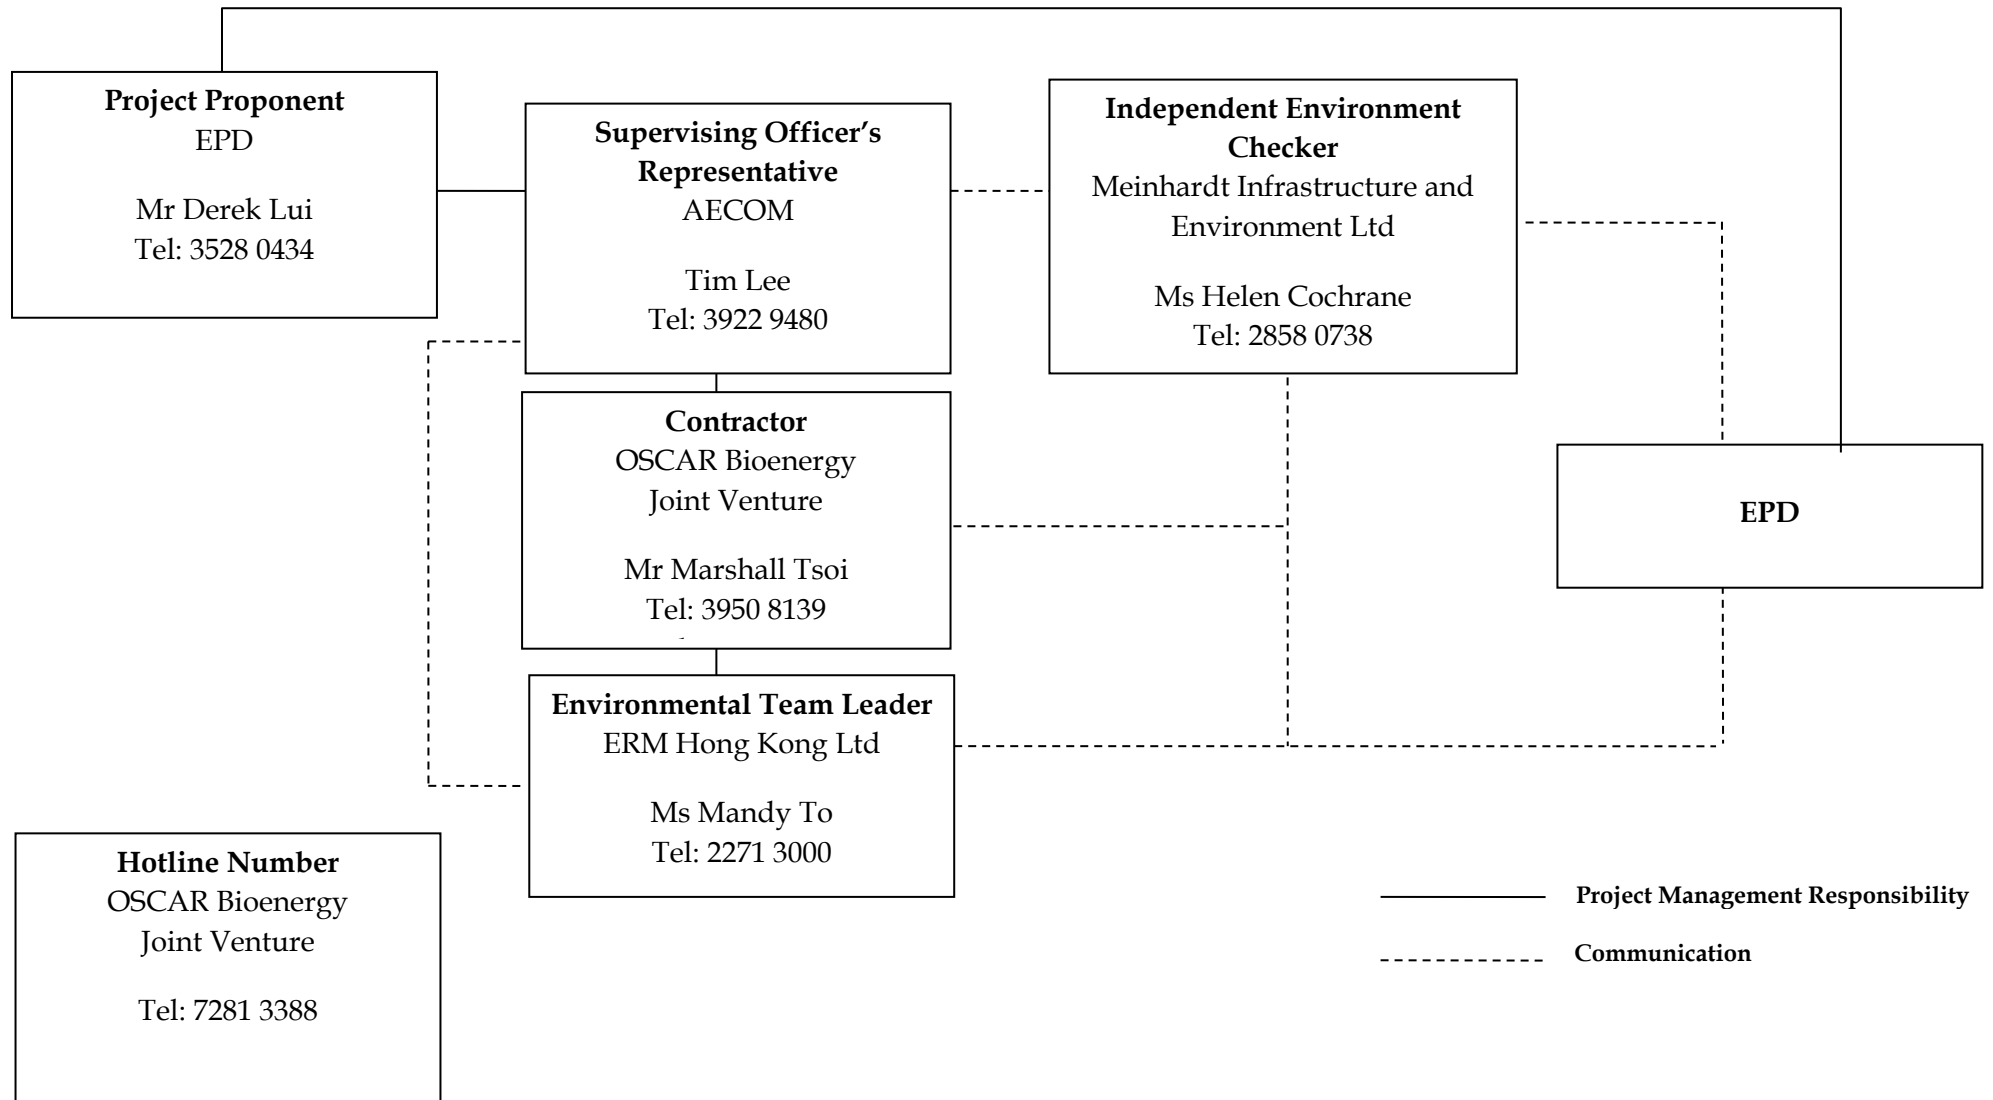 Project Proponent
EPD
Mr Derek Lui
Tel: 3528 0434
Supervising Officer’s
Representative
AECOM
Tim Lee
Tel: 3922 9480
Independent Environment
Checker
Meinhardt Infrastructure and
Environment Ltd
Ms Helen Cochrane
Tel: 2858 0738
Contractor
OSCAR Bioenergy
Joint Venture
Mr Marshall Tsoi
Tel: 3950 8139
EPD
Environmental Team Leader
ERM Hong Kong Ltd
Ms Mandy To
Tel: 2271 3000
Hotline Number
OSCAR Bioenergy
Joint Venture
Tel: 7281 3388
Project Management Responsibility
Communication